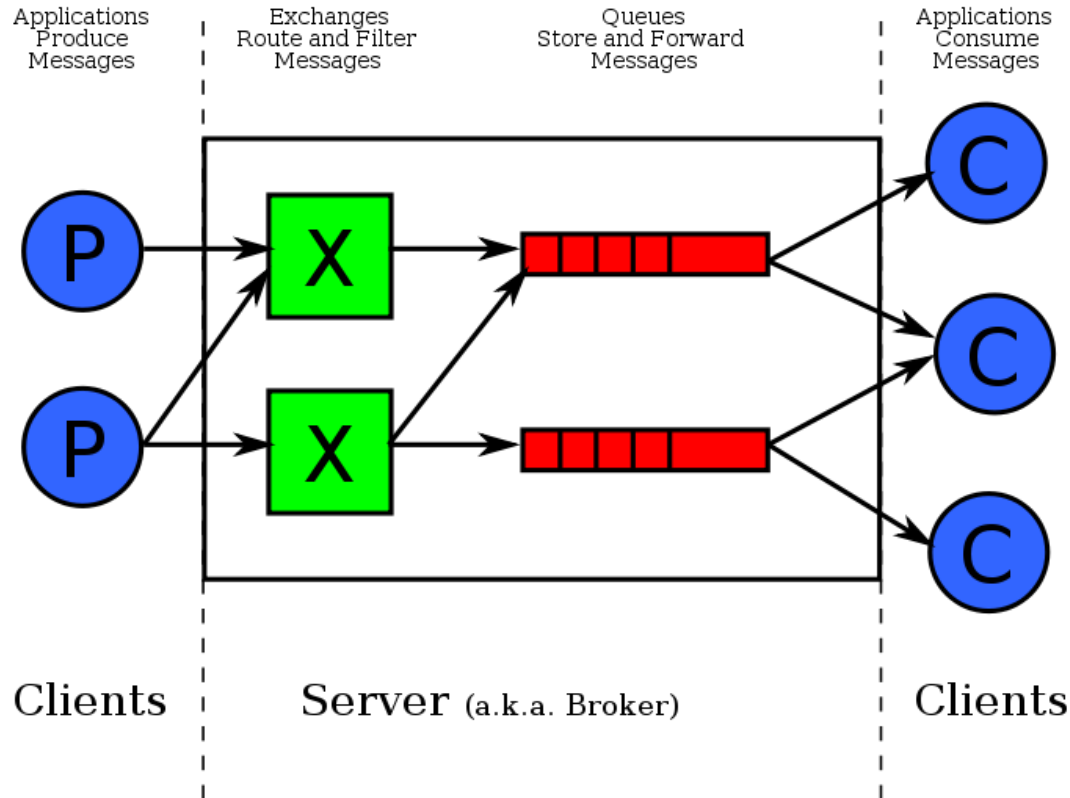 Applications
Produce
Messages
Exchanges
Route and Filter
Messages
Queues
Store and Forward
Messages
Applications
Consume
Messages
P
X
C
P
X
C
C
Clients
Server (a.k.a. Broker)
Clients